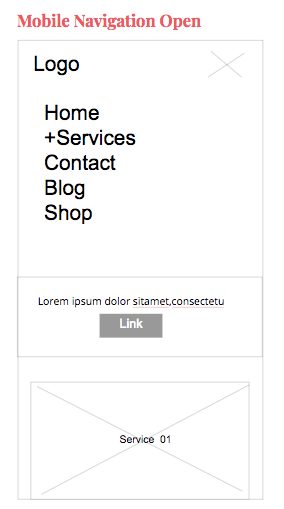 Mobile Navigation Open
Logo
Home
+Services
Contact
Blog
Shop
Lorem ipsum dolor sitamet,consectetu
Link
Service 01